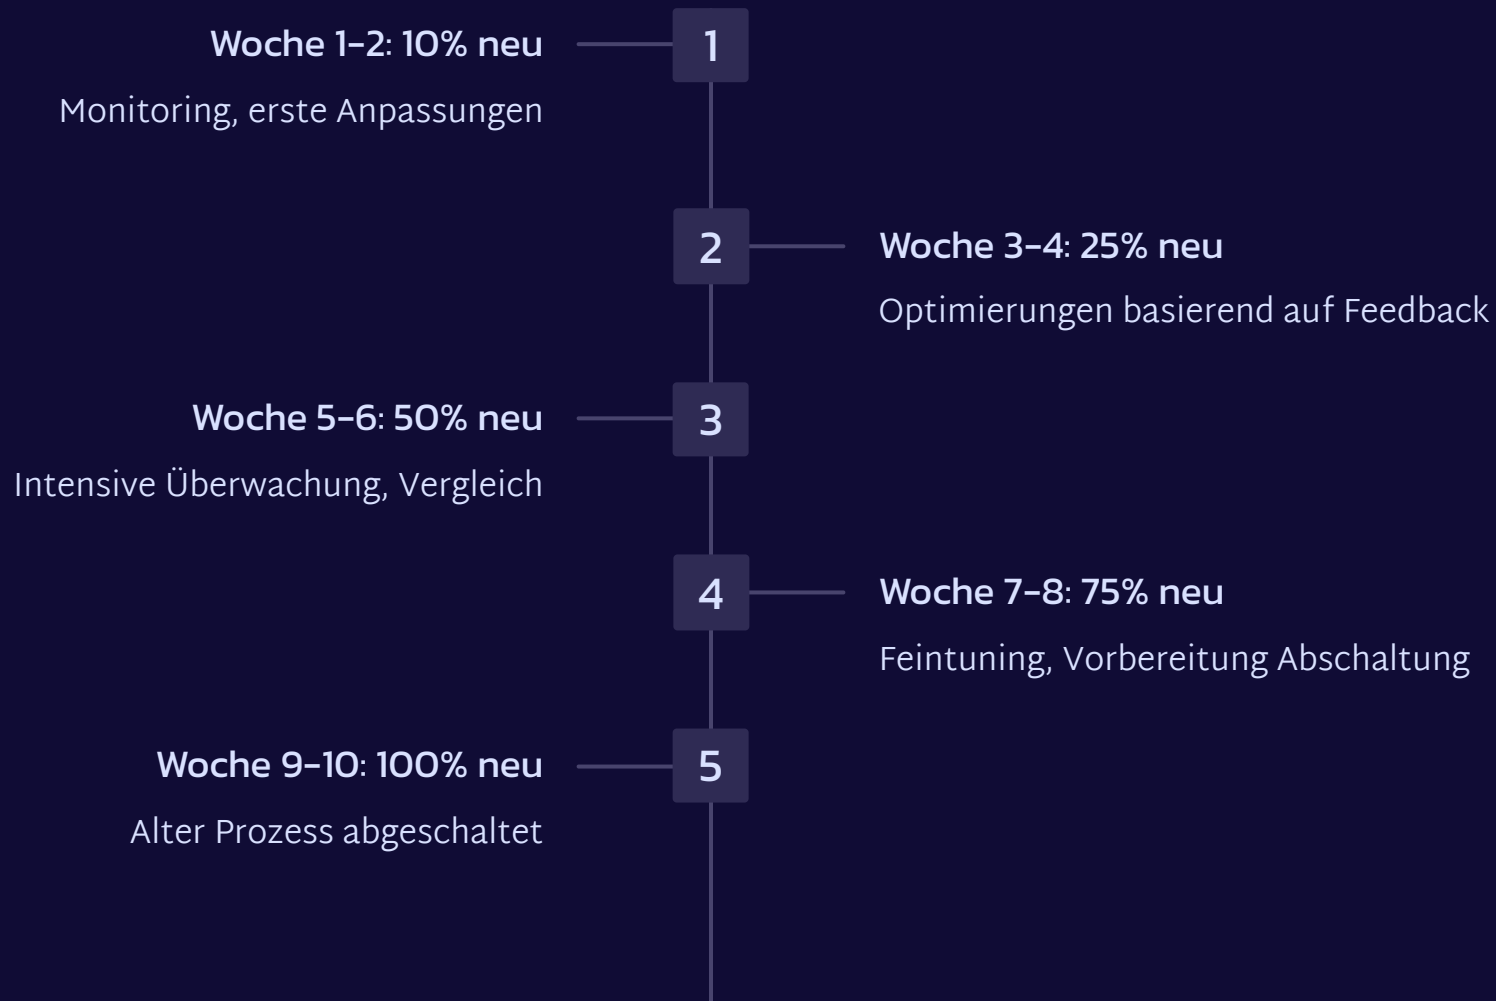 1
Woche 1-2: 10% neu
Monitoring, erste Anpassungen
2
Woche 3-4: 25% neu
Optimierungen basierend auf Feedback
3
Woche 5-6: 50% neu
Intensive Überwachung, Vergleich
4
Woche 7-8: 75% neu
Feintuning, Vorbereitung Abschaltung
5
Woche 9-10: 100% neu
Alter Prozess abgeschaltet